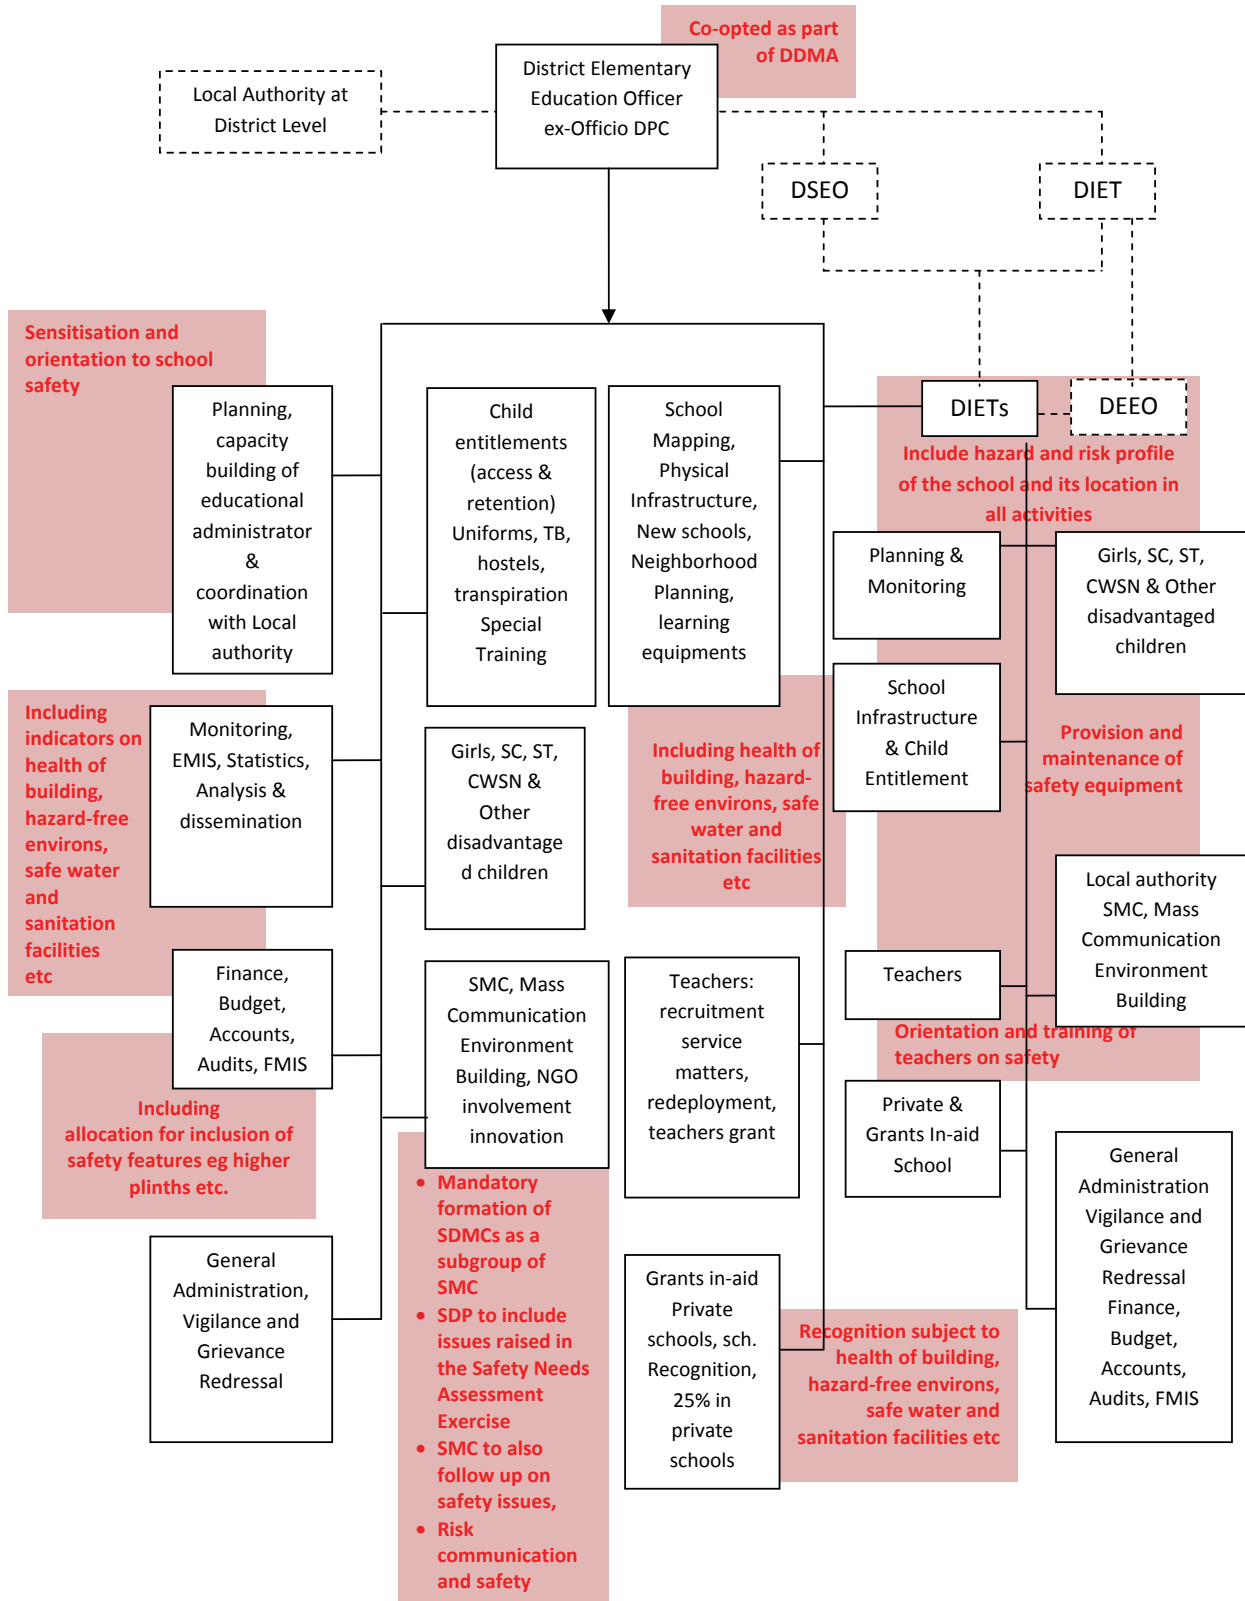 Co-opted as part
of DDMA
District Elementary
Education Officer
ex-Officio DPC
Local Authority at
District Level
DSEO
DIET
Sensitisation and
orientation to school
safety
Planning,
capacity
building of
educational
administrator
&
coordination
with Local
authority
Child
entitlements
(access &
retention)
Uniforms, TB,
hostels,
transpiration
Special
Training
School
Mapping,
Physical
Infrastructure,
New schools,
Neighborhood
Planning,
learning
equipments
DIETs
DEEO
Include hazard and risk profile
of the school and its location in
all activities
Planning &
Monitoring
Girls, SC, ST,
CWSN & Other
disadvantaged
children
School
Infrastructure
& Child
Entitlement
Provision and
maintenance of
safety equipment
Including
indicators on
health of
building,
hazard-free
environs,
safe water
and
sanitation
facilities
etc
Monitoring,
EMIS, Statistics,
Analysis &
dissemination
Girls, SC, ST,
CWSN &
Other
disadvantage
d children
Including health of
building, hazard-
free environs, safe
water and
sanitation facilities
etc
Local authority
SMC, Mass
Communication
Environment
Building
Teachers
Orientation and training of
teachers on safety
Finance,
Budget,
Accounts,
Audits, FMIS
SMC, Mass
Communication
Environment
Building, NGO
involvement
innovation
Teachers:
recruitment
service
matters,
redeployment,
teachers grant
Private &
Grants In-aid
School
Including
allocation for inclusion of
safety features eg higher
plinths etc.
General
Administration,
Vigilance and
Grievance
Redressal
• Mandatory
formation of
SDMCs as a
subgroup of
SMC
• SDP to include
issues raised in
the Safety Needs
Assessment
Exercise
• SMC to also
follow up on
safety issues,
• Risk
communication
and safety
Grants in-aid
Private
schools, sch.
Recognition,
25% in
private
schools
Recognition subject to
health of building,
hazard-free environs,
safe water and
sanitation facilities etc
General
Administration
Vigilance and
Grievance
Redressal
Finance,
Budget,
Accounts,
Audits, FMIS